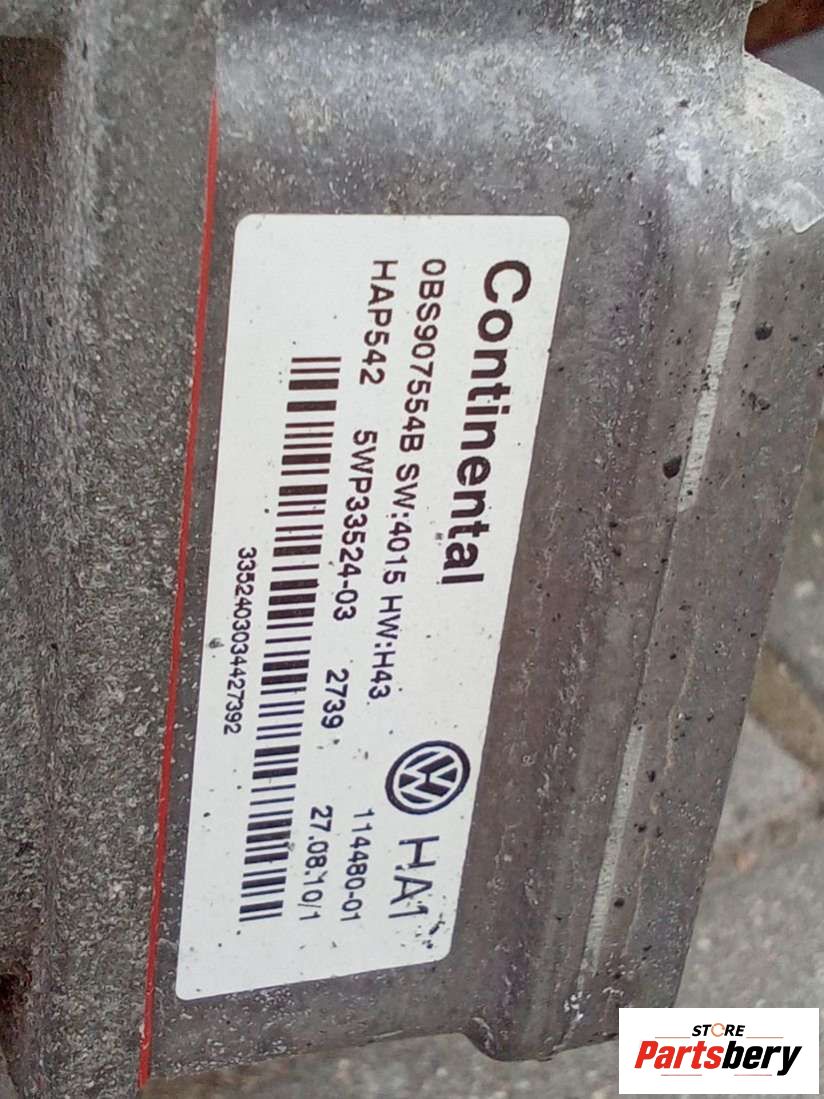 Continental
0BS907554B SW:4015 HW:H43
HAP542 5WP33524-03 2739
HA1
114480-01
27.08.10/1
3352403034427392
STORE
Partsbery